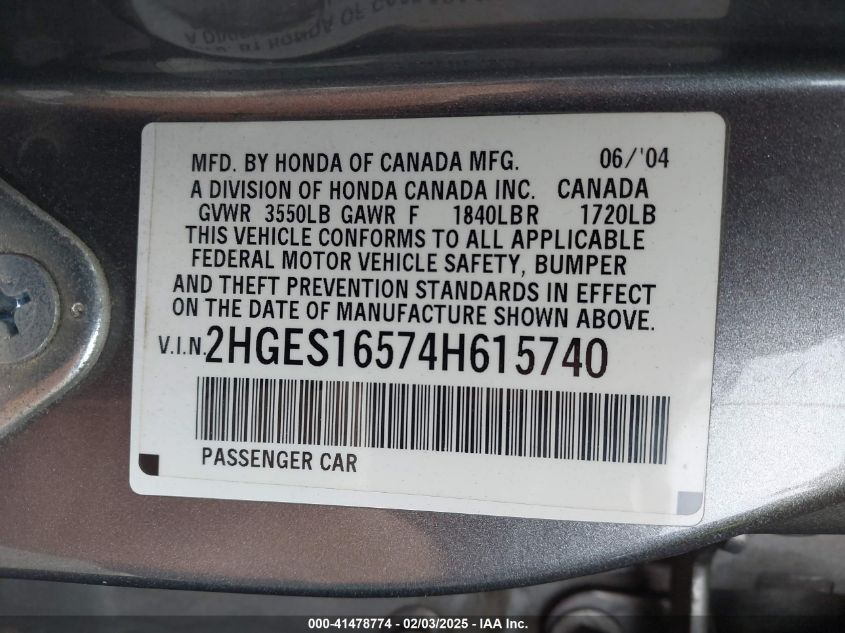 MFD. BY HONDA OF CANADA MFG. 06/'04
A DIVISION OF HONDA CANADA INC. CANADA
GVWR 3550LB GAWR F 1840LB R 1720LB
THIS VEHICLE CONFORMS TO ALL APPLICABLE
FEDERAL MOTOR VEHICLE SAFETY, BUMPER
AND THEFT PREVENTION STANDARDS IN EFFECT
ON THE DATE OF MANUFACTURE SHOWN ABOVE.
V.I.N. 2HGES16574H615740
PASSENGER CAR
000-41478774 - 02/03/2025 - IAA Inc.